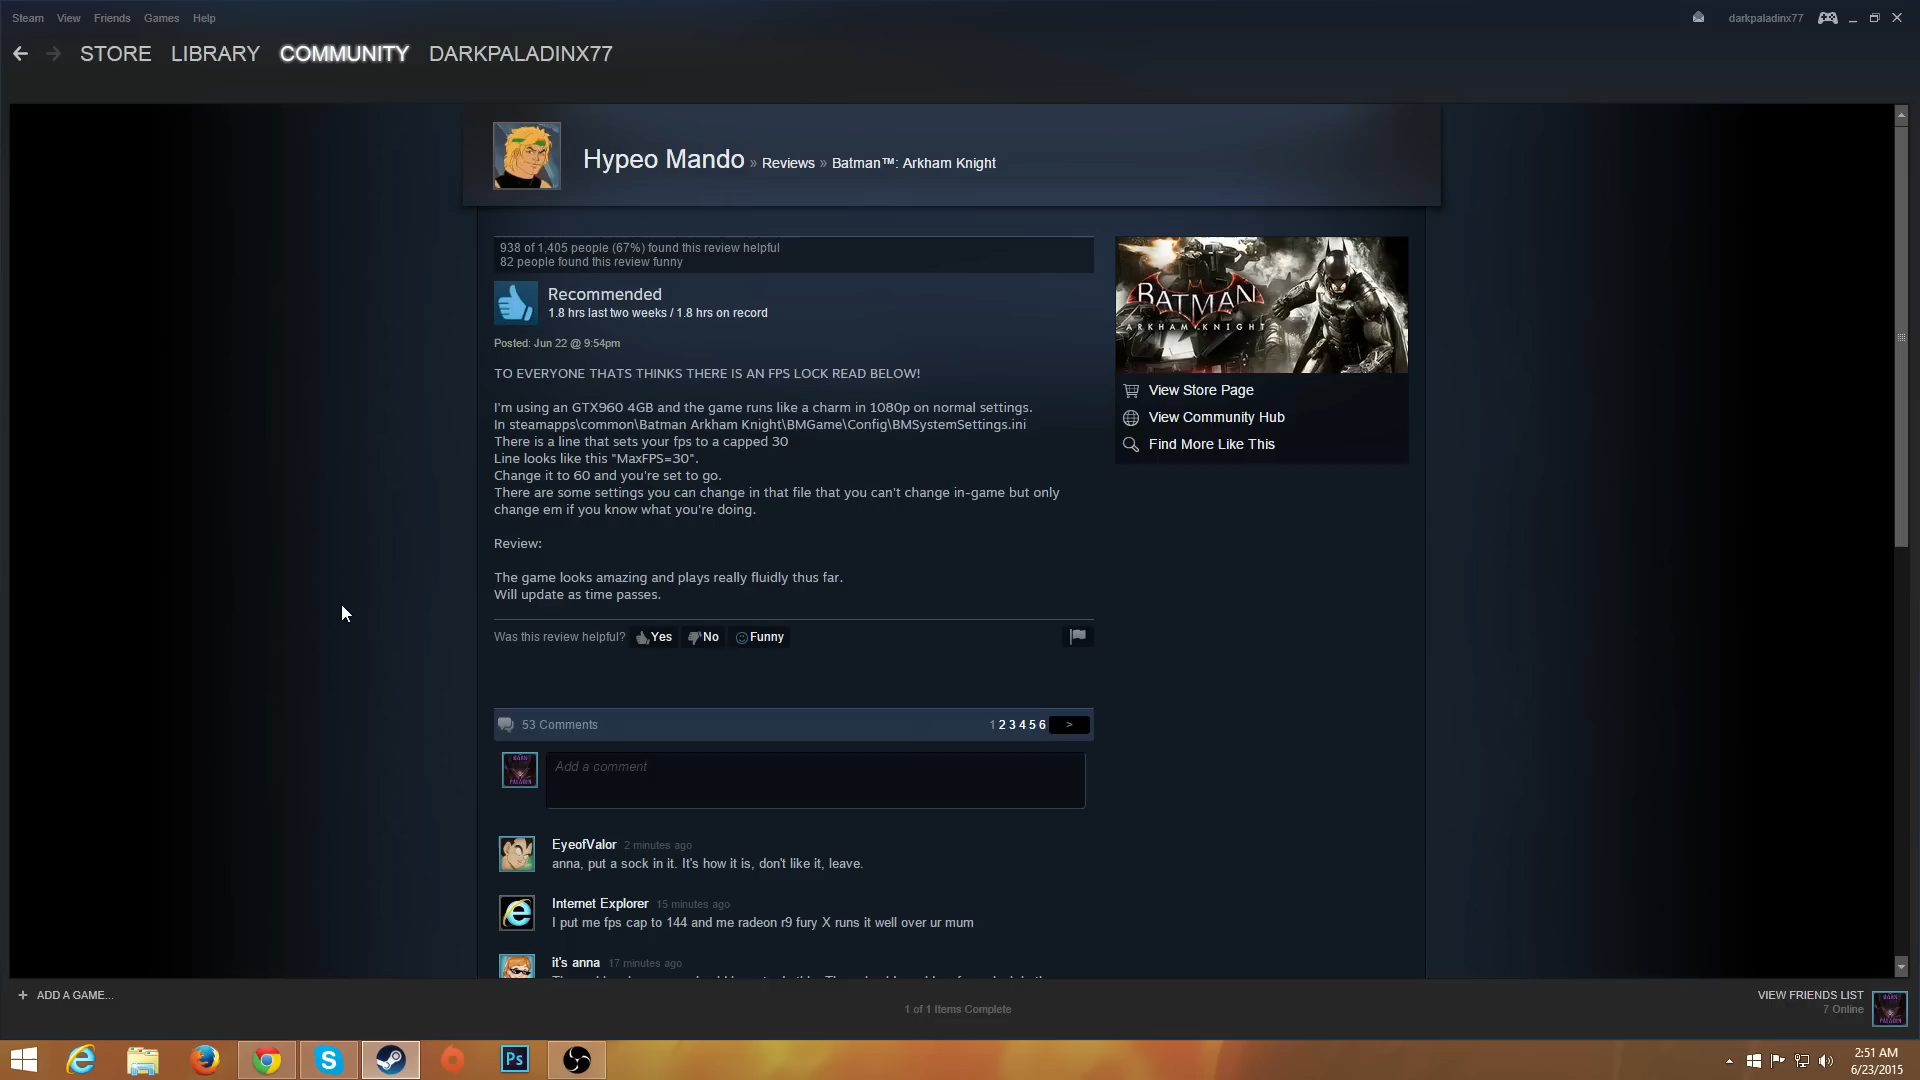 Steam View Friends Games Help
darkpaladinx77
STORE LIBRARY COMMUNITY DARKPALADINX77
Hypeo Mando » Reviews » Batman™: Arkham Knight
938 of 1,405 people (67%) found this review helpful
82 people found this review funny
Recommended
1.8 hrs last two weeks / 1.8 hrs on record
Posted: Jun 22 @ 9:54pm
TO EVERYONE THATS THINKS THERE IS AN FPS LOCK READ BELOW!
I'm using an GTX960 4GB and the game runs like a charm in 1080p on normal settings.
In steamapps\common\Batman Arkham Knight\BMGame\Config\BMSystemSettings.ini
There is a line that sets your fps to a capped 30
Line looks like this "MaxFPS=30".
Change it to 60 and you're set to go.
There are some settings you can change in that file that you can't change in-game but only
change em if you know what you're doing.
Review:
The game looks amazing and plays really fluidly thus far.
Will update as time passes.
Was this review helpful? Yes No Funny
BATMAN
ARKHAM KNIGHT
View Store Page
View Community Hub
Find More Like This
53 Comments
1 2 3 4 5 6 >
Add a comment
EyeofValor 2 minutes ago
anna, put a sock in it. It's how it is, don't like it, leave.
Internet Explorer 15 minutes ago
I put me fps cap to 144 and me radeon r9 fury X runs it well over ur mum
it's anna 17 minutes ago
+ ADD A GAME...
1 of 1 Items Complete
VIEW FRIENDS LIST
7 Online
Ps
2:51 AM
6/23/2015